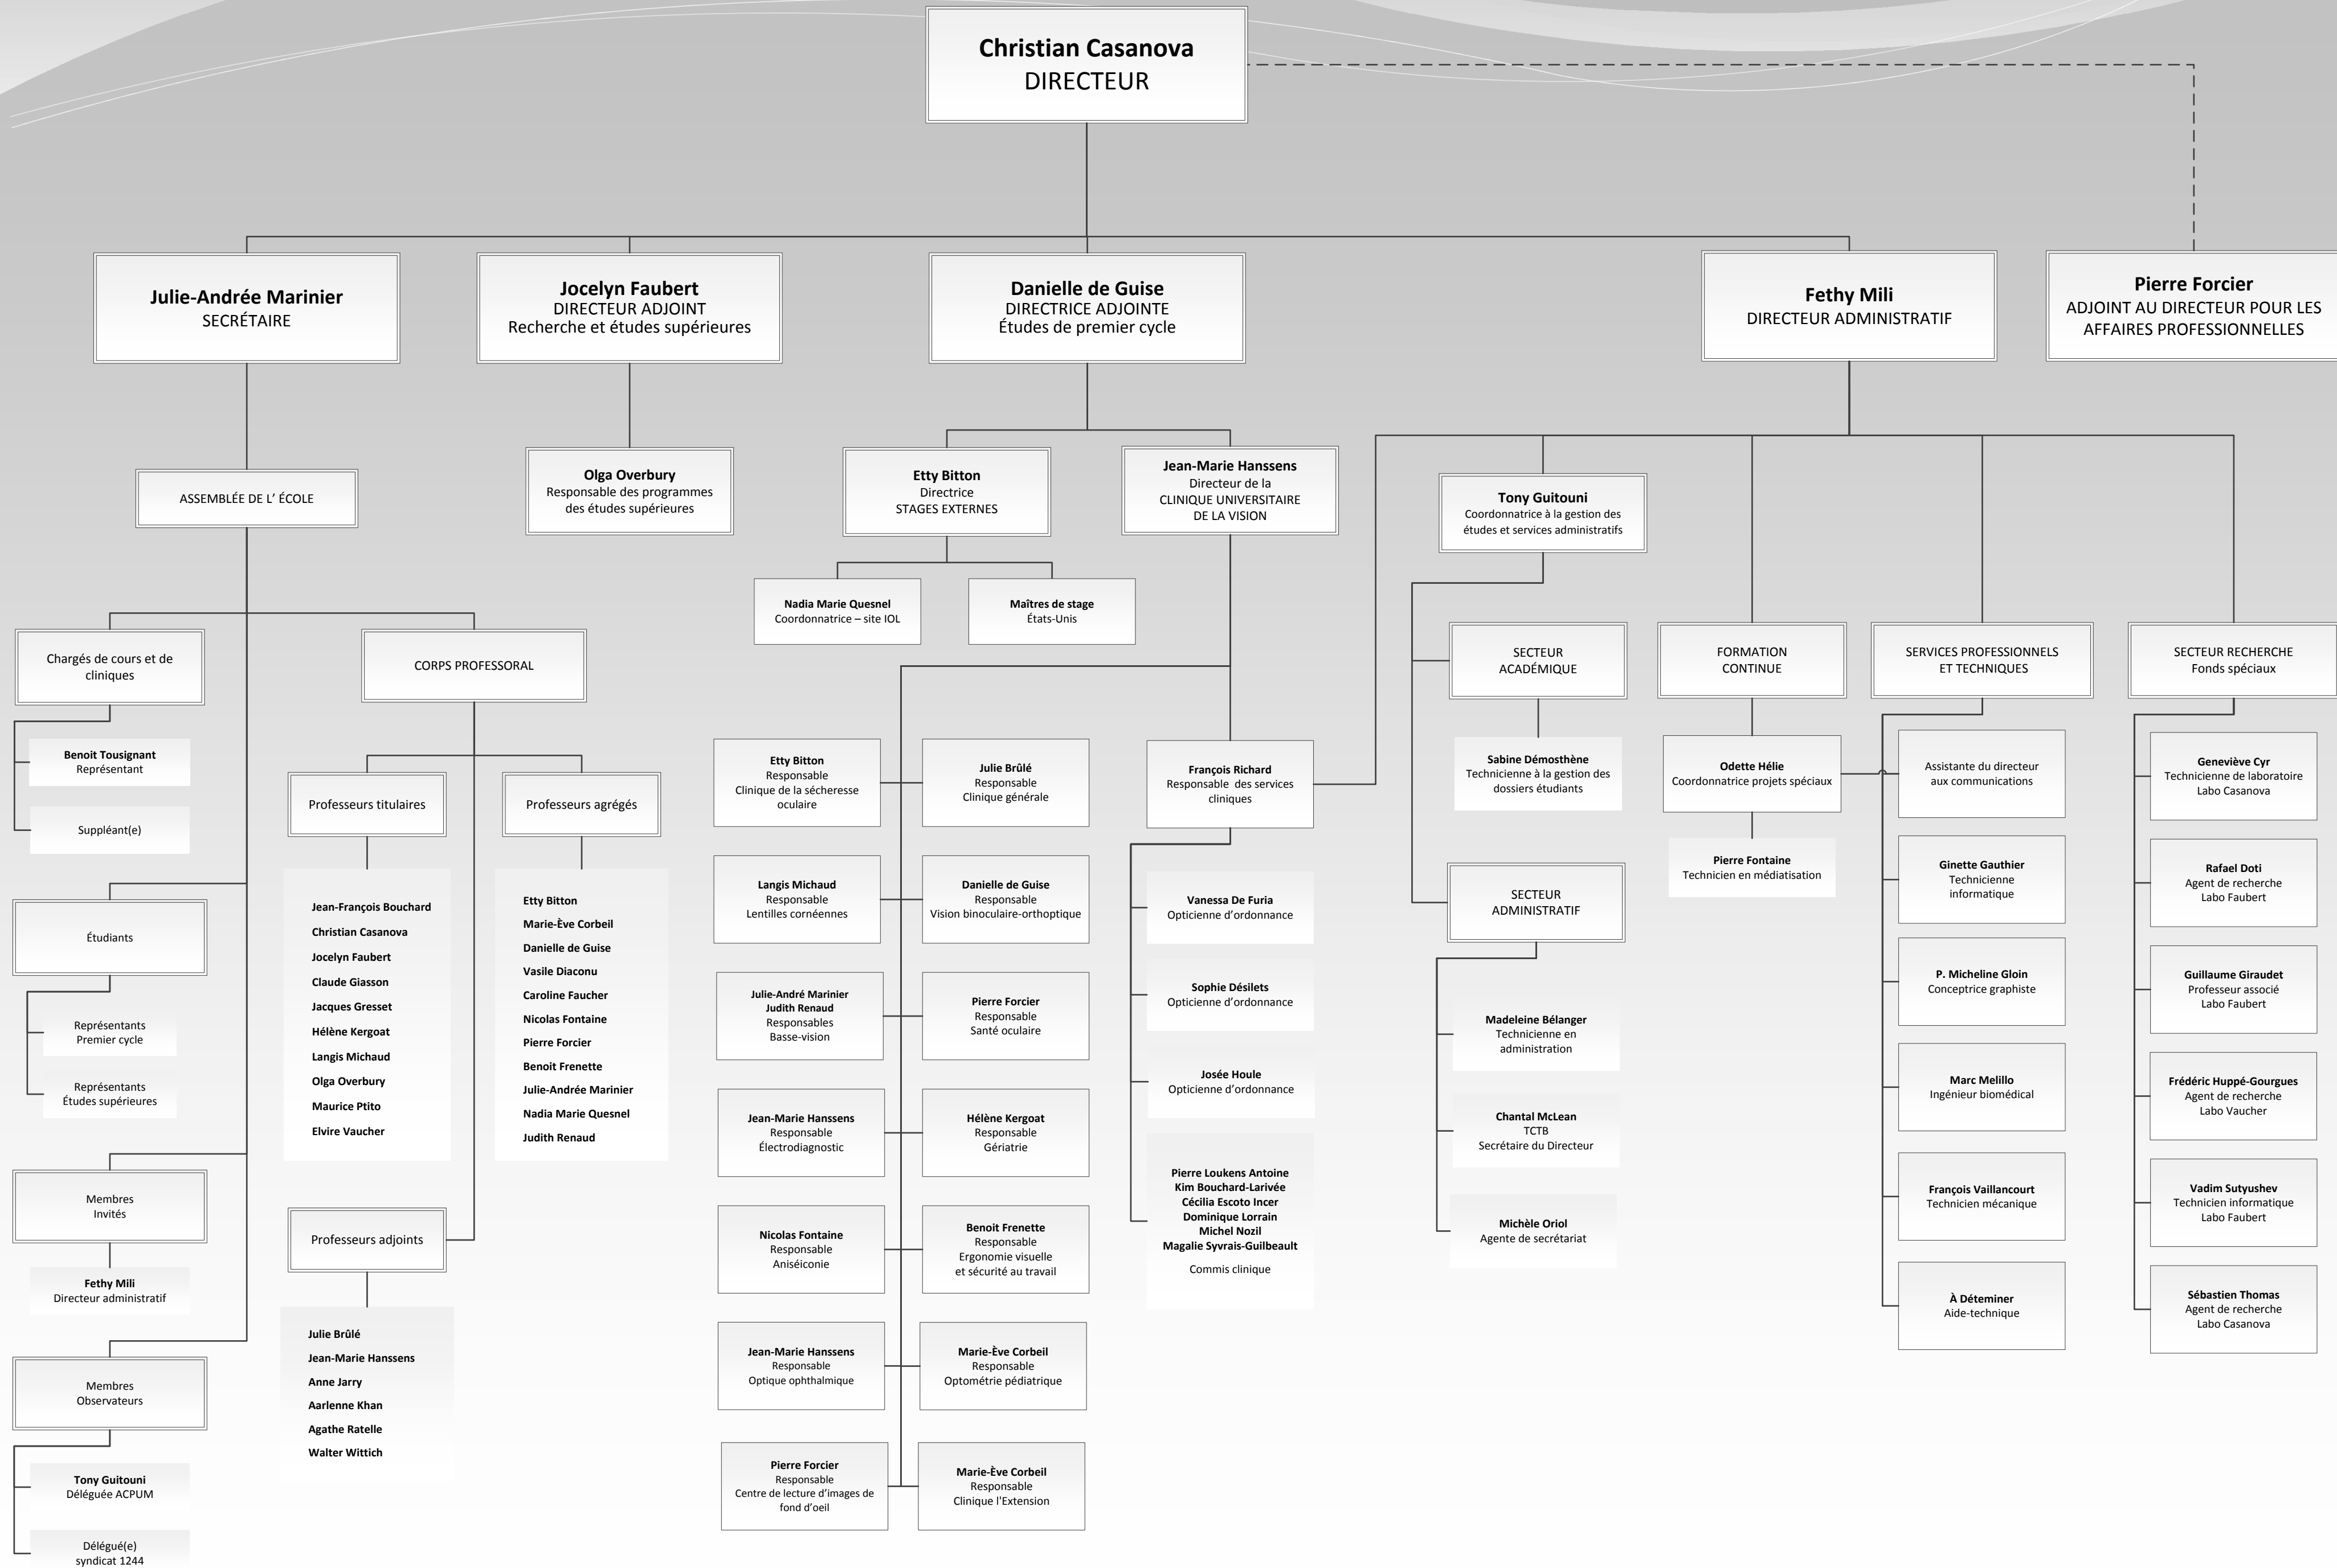 Christian Casanova
DIRECTEUR
Julie-Andrée Marinier
SECRÉTAIRE
Jocelyn Faubert
DIRECTEUR ADJOINT
Recherche et études supérieures
Danielle de Guise
DIRECTRICE ADJOINTE
Études de premier cycle
Fethy Mili
DIRECTEUR ADMINISTRATIF
Pierre Forcier
ADJOINT AU DIRECTEUR POUR LES
AFFAIRES PROFESSIONNELLES
ASSEMBLÉE DE L’ ÉCOLE
Olga Overbury
Responsable des programmes
des études supérieures
Etty Bitton
Directrice
STAGES EXTERNES
Jean-Marie Hanssens
Directeur de la
CLINIQUE UNIVERSITAIRE
DE LA VISION
Tony Guitouni
Coordonnatrice à la gestion des
études et services administratifs
Nadia Marie Quesnel
Coordonnatrice – site IOL
Maîtres de stage
États-Unis
Chargés de cours et de
cliniques
Benoit Tousignant
Représentant
Suppléant(e)
Étudiants
Représentants
Premier cycle
Représentants
Études supérieures
Membres
Invités
Fethy Mili
Directeur administratif
Membres
Observateurs
Tony Guitouni
Déléguée ACPUM
Délégué(e)
syndicat 1244
CORPS PROFESSORAL
Professeurs titulaires
Jean-François Bouchard
Christian Casanova
Jocelyn Faubert
Claude Giasson
Jacques Gresset
Hélène Kergoat
Langis Michaud
Olga Overbury
Maurice Ptito
Elvire Vaucher
Professeurs agrégés
Etty Bitton
Marie-Ève Corbeil
Danielle de Guise
Vasile Diaconu
Caroline Faucher
Nicolas Fontaine
Pierre Forcier
Benoit Frenette
Julie-Andrée Marinier
Nadia Marie Quesnel
Judith Renaud
Professeurs adjoints
Julie Brûlé
Jean-Marie Hanssens
Anne Jarry
Aarlenne Khan
Agathe Ratelle
Walter Wittich
Etty Bitton
Responsable
Clinique de la sécheresse
oculaire
Julie Brûlé
Responsable
Clinique générale
Langis Michaud
Responsable
Lentilles cornéennes
Danielle de Guise
Responsable
Vision binoculaire-orthoptique
Julie-André Marinier
Judith Renaud
Responsables
Basse-vision
Pierre Forcier
Responsable
Santé oculaire
Jean-Marie Hanssens
Responsable
Électrodiagnostic
Hélène Kergoat
Responsable
Gériatrie
Nicolas Fontaine
Responsable
Aniséiconie
Benoit Frenette
Responsable
Ergonomie visuelle
et sécurité au travail
Jean-Marie Hanssens
Responsable
Optique ophthalmique
Marie-Ève Corbeil
Responsable
Optométrie pédiatrique
Pierre Forcier
Responsable
Centre de lecture d’images de
fond d’oeil
Marie-Ève Corbeil
Responsable
Clinique l'Extension
François Richard
Responsable des services
cliniques
Vanessa De Furia
Opticienne d’ordonnance
Sophie Désilets
Opticienne d’ordonnance
Josée Houle
Opticienne d’ordonnance
Pierre Loukens Antoine
Kim Bouchard-Larivée
Cécilia Escoto Incer
Dominique Lorrain
Michel Nozil
Magalie Syvrais-Guilbeault
Commis clinique
SECTEUR
ACADÉMIQUE
Sabine Démosthène
Technicienne à la gestion des
dossiers étudiants
SECTEUR
ADMINISTRATIF
Madeleine Bélanger
Technicienne en
administration
Chantal McLean
TCTB
Secrétaire du Directeur
Michèle Oriol
Agente de secrétariat
FORMATION
CONTINUE
Odette Hélie
Coordonnatrice projets spéciaux
Pierre Fontaine
Technicien en médiatisation
SERVICES PROFESSIONNELS
ET TECHNIQUES
Assistante du directeur
aux communications
Ginette Gauthier
Technicienne
informatique
P. Micheline Gloin
Conceptrice graphiste
Marc Melillo
Ingénieur biomédical
François Vaillancourt
Technicien mécanique
À Déteminer
Aide-technique
SECTEUR RECHERCHE
Fonds spéciaux
Geneviève Cyr
Technicienne de laboratoire
Labo Casanova
Rafael Doti
Agent de recherche
Labo Faubert
Guillaume Giraudet
Professeur associé
Labo Faubert
Frédéric Huppé-Gourgues
Agent de recherche
Labo Vaucher
Vadim Sutyushev
Technicien informatique
Labo Faubert
Sébastien Thomas
Agent de recherche
Labo Casanova